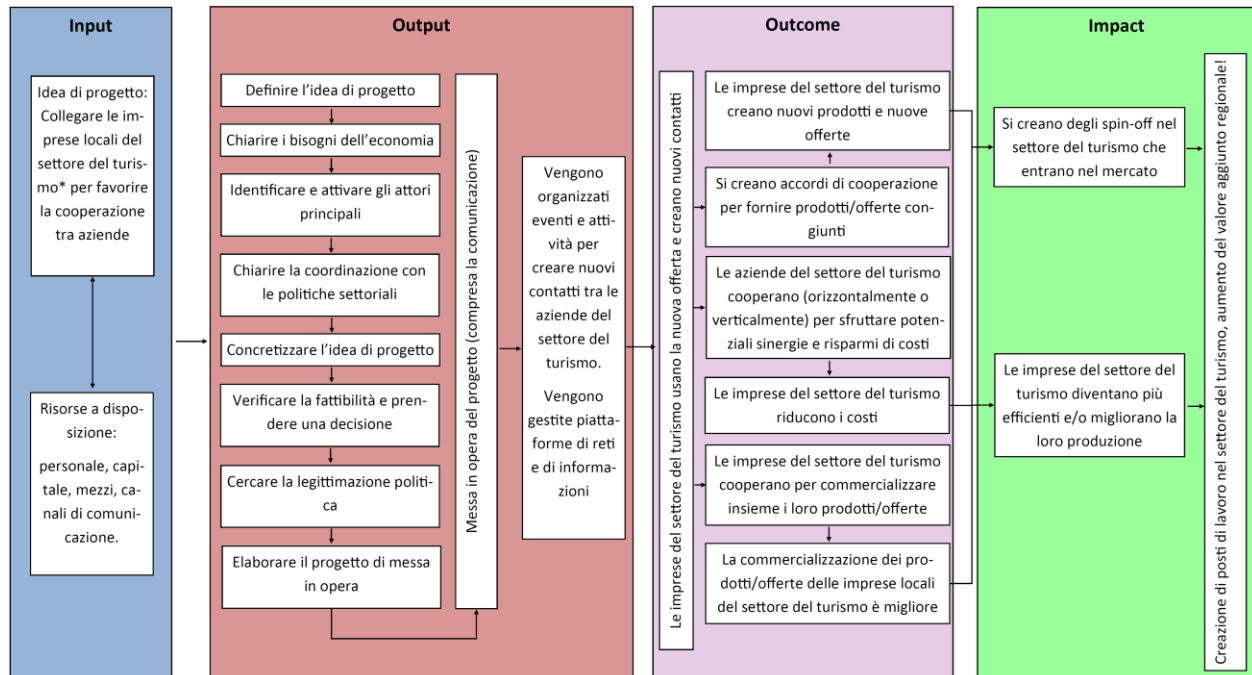 Input
Idea di progetto:
Collegare le im-
prese locali del
settore del turis-
mo* per favorire
la cooperazione
tra aziende
Risorse a dispo-
sizione:
personale, capi-
tale, mezzi, ca-
nali di comuni-
cazione.
Output
Definire l'idea di progetto
Chiarire i bisogni dell'economia
Identificare e attivare gli attori
principali
Chiarire la coordinazione con
le politiche settoriali
Concretizzare l'idea di progetto
Verificare la fattibilità e pren-
dere una decisione
Cercare la legittimazione politi-
ca
Elaborare il progetto di messa
in opera
Messa in opera del progetto (compresa la comunicazione)
Vengono
organizzati
eventi e atti-
vità per
creare nuovi
contatti tra le
aziende del
settore del
turismo.
Vengono
gestite piatta-
forme di reti
e di informa-
zioni
Outcome
Le imprese del settore del turismo usano la nuova offerta e creano nuovi contatti
Le imprese del settore del turismo
creano nuovi prodotti e nuove
offerte
Si creano accordi di cooperazione
per fornire prodotti/offerte con-
giunti
Le aziende del settore del turismo
cooperano (orizzontalmente o
verticalmente) per sfruttare poten-
ziali sinergie e risparmi di costi
Le imprese del settore del turismo
riducono i costi
Le imprese del settore del turismo
cooperano per commercializzare
insieme i loro prodotti/offerte
La commercializzazione dei pro-
dotti/offerte delle imprese locali
del settore del turismo è migliore
Impact
Si creano degli spin-off nel
settore del turismo che
entrano nel mercato
Le imprese del settore del
turismo diventano più
efficienti e/o migliorano la
loro produzione
Creazione di posti di lavoro nel settore del turismo, aumento del valore aggiunto regionale!